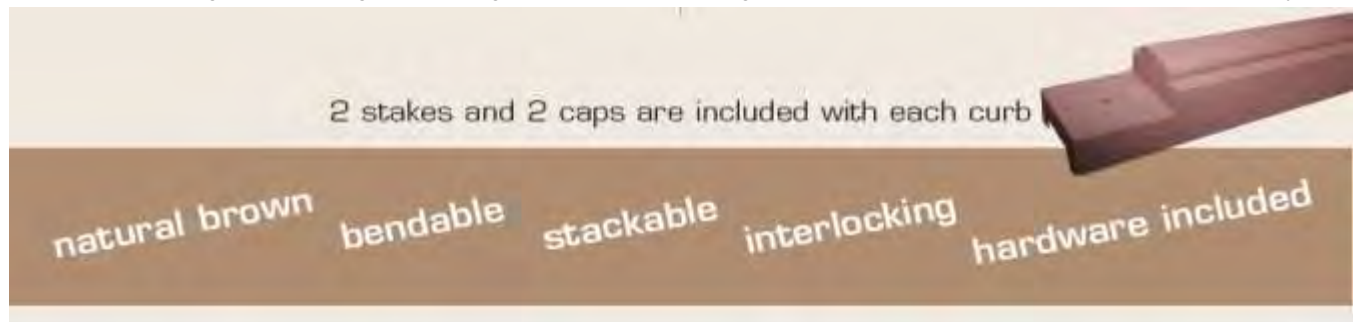 2 stakes and 2 caps are included with each curb
natural brown
bendable
stackable
interlocking
hardware included